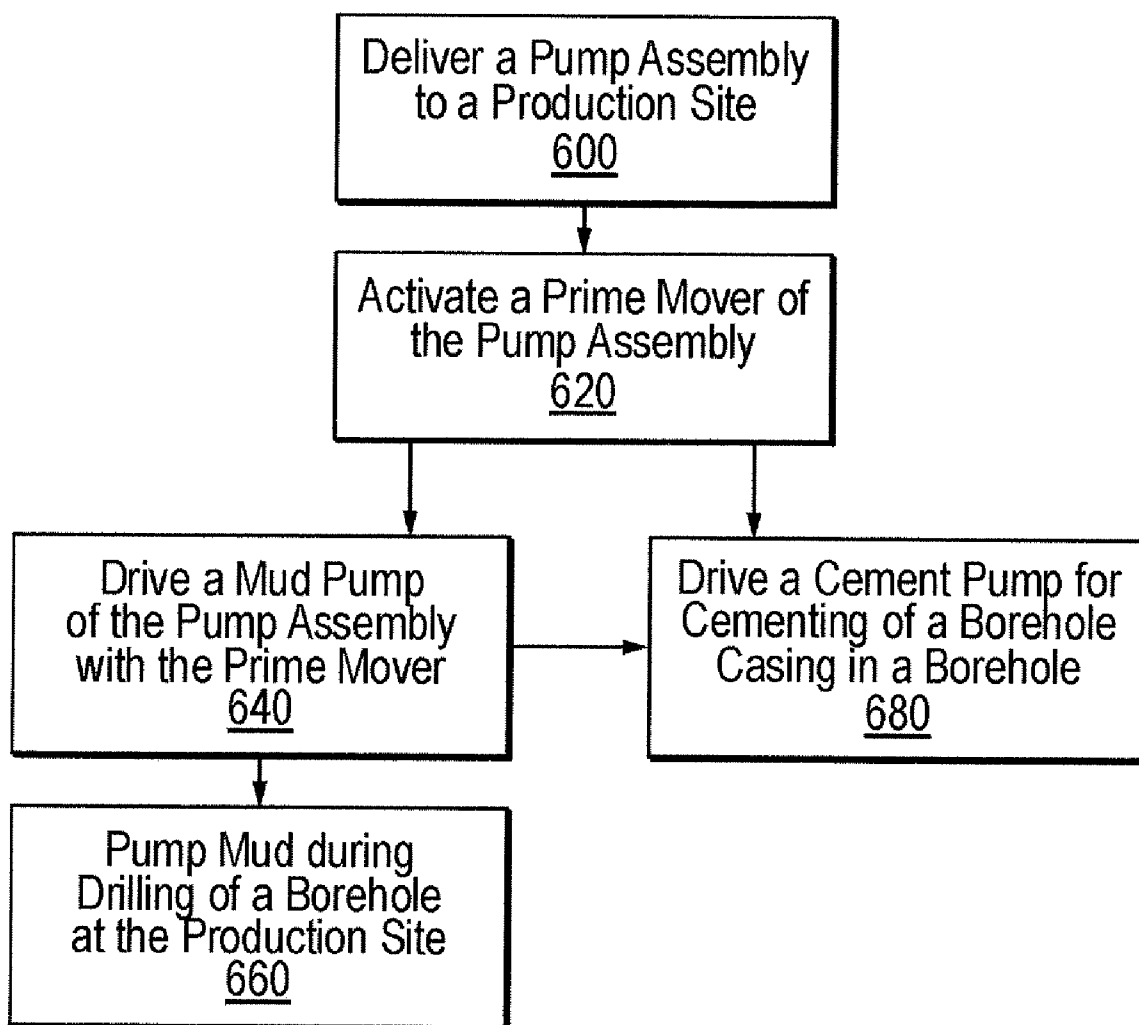 Deliver a Pump Assembly
to a Production Site
600
Activate a Prime Mover of
the Pump Assembly
620
Drive a Mud Pump
of the Pump Assembly
with the Prime Mover
640
Drive a Cement Pump for
Cementing of a Borehole
Casing in a Borehole
680
Pump Mud during
Drilling of a Borehole
at the Production Site
660